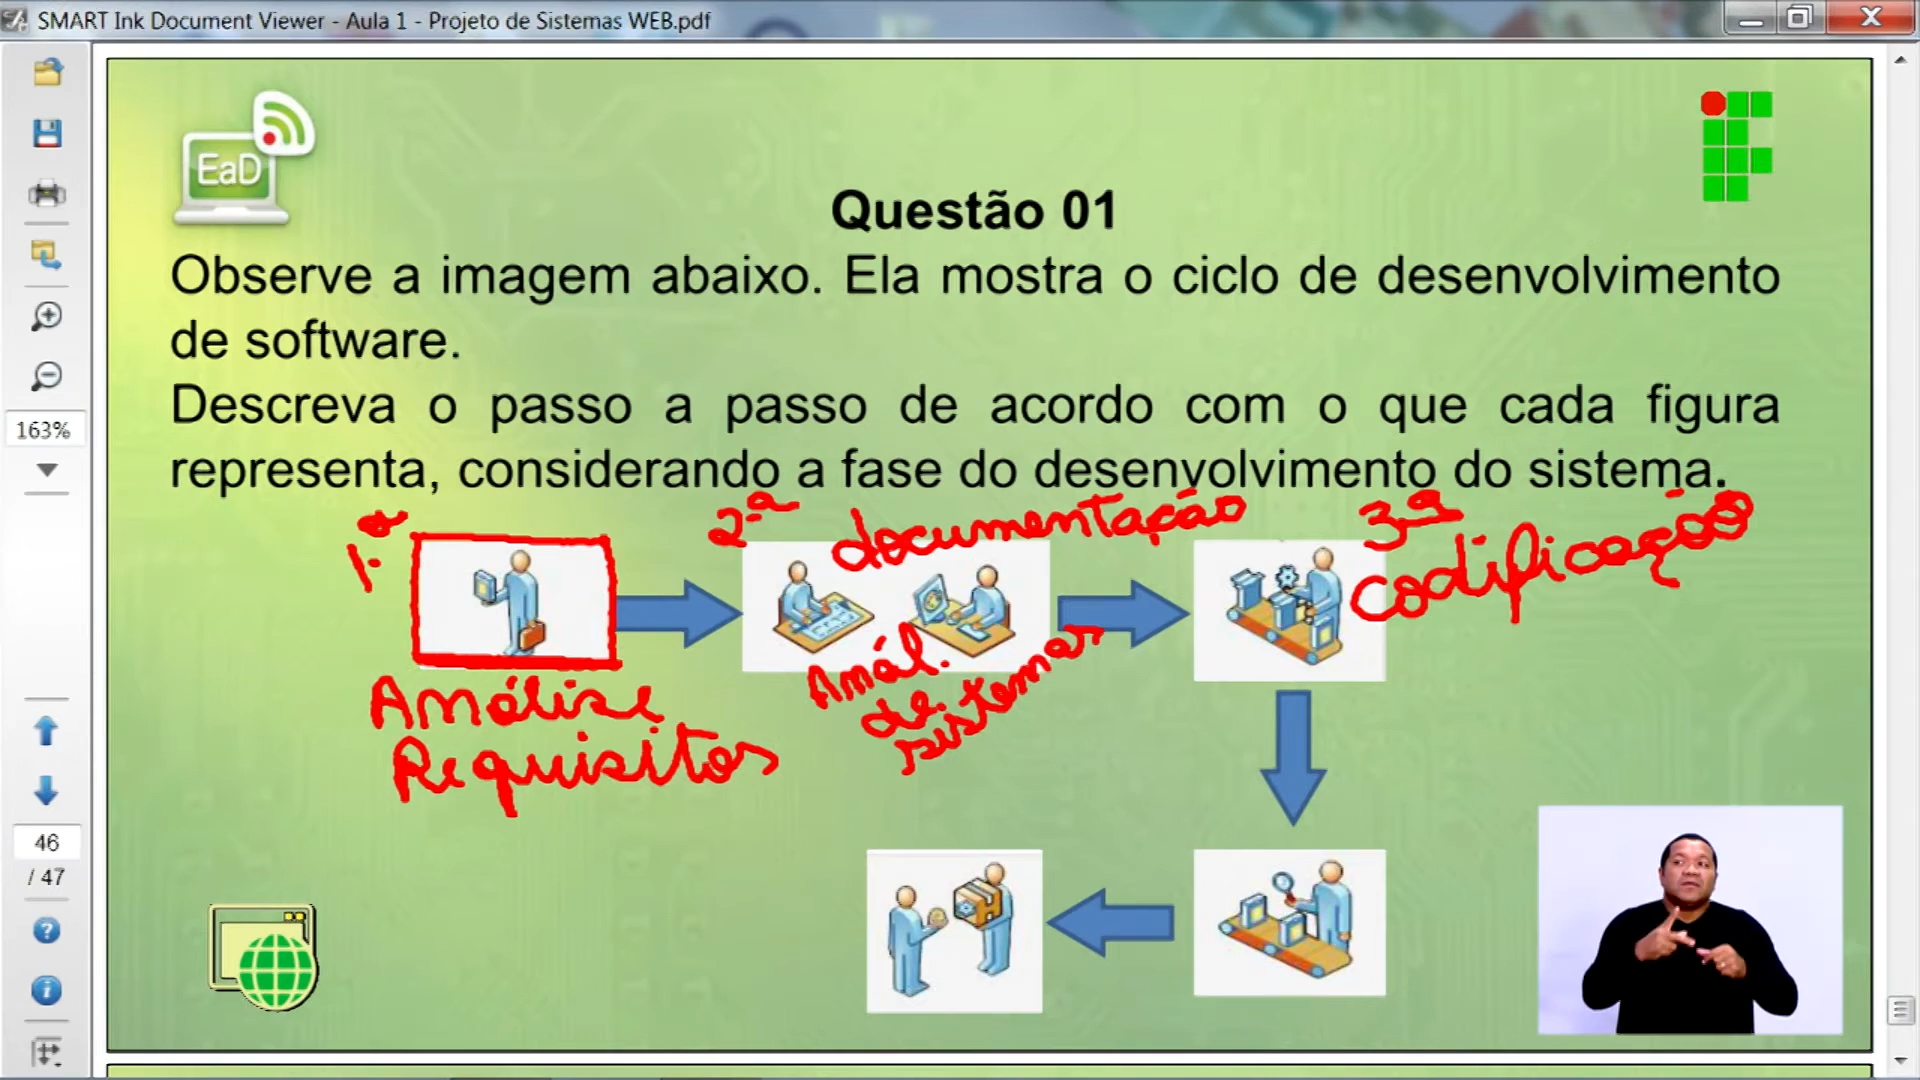 SMART Ink Document Viewer - Aula 1 - Projeto de Sistemas WEB.pdf
EaD
Questão 01
Observe a imagem abaixo. Ela mostra o ciclo de desenvolvimento
de software.
Descreva o passo a passo de acordo com o que cada figura
representa, considerando a fase do desenvolvimento do sistema.
163%
1.ª
2.ª
documentação
3ª
codificação
Análise
Requisitos
Anál.
de
sistemas
46
/ 47